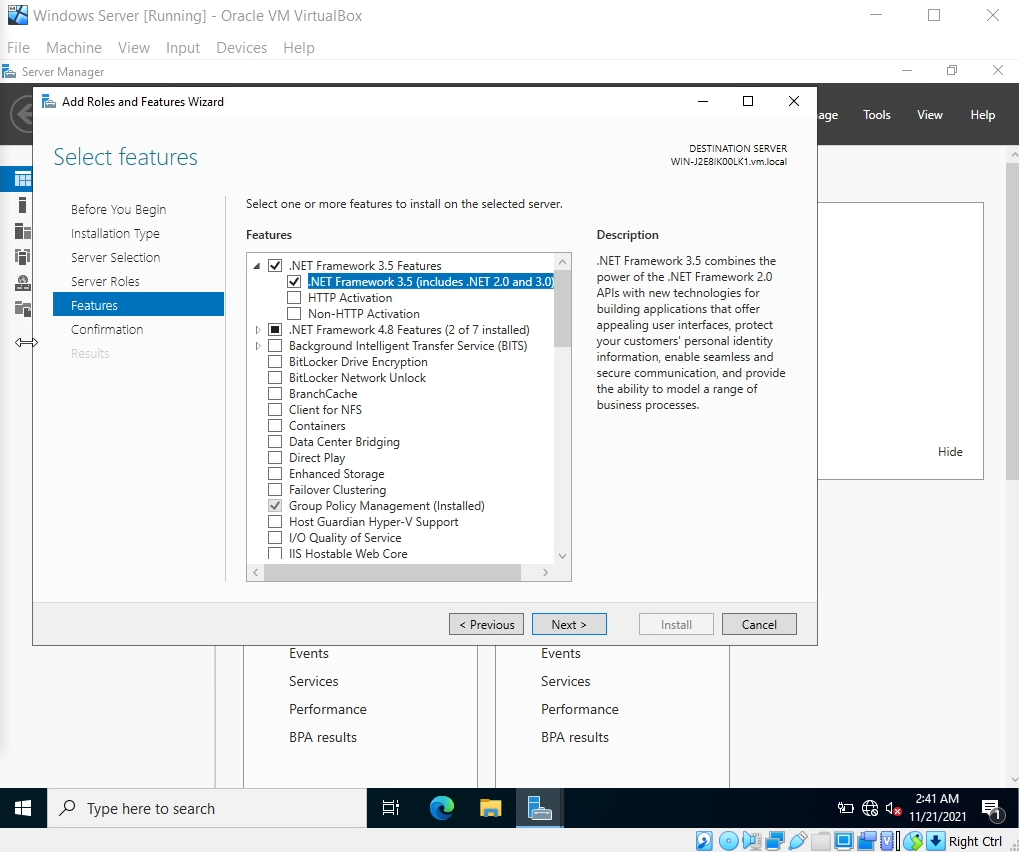 Windows Server [Running] - Oracle VM VirtualBox
File Machine View Input Devices Help
Server Manager
Add Roles and Features Wizard
age Tools View Help
Select features
DESTINATION SERVER
WIN-J2E8IK00LK1.vm.local
Before You Begin
Installation Type
Server Selection
Server Roles
Features
Confirmation
Results
Select one or more features to install on the selected server.
Features
.NET Framework 3.5 Features
.NET Framework 3.5 (includes .NET 2.0 and 3.0)
HTTP Activation
Non-HTTP Activation
.NET Framework 4.8 Features (2 of 7 installed)
Background Intelligent Transfer Service (BITS)
BitLocker Drive Encryption
BitLocker Network Unlock
BranchCache
Client for NFS
Containers
Data Center Bridging
Direct Play
Enhanced Storage
Failover Clustering
Group Policy Management (Installed)
Host Guardian Hyper-V Support
I/O Quality of Service
IIS Hostable Web Core
Description
.NET Framework 3.5 combines the
power of the .NET Framework 2.0
APIs with new technologies for
building applications that offer
appealing user interfaces, protect
your customers' personal identity
information, enable seamless and
secure communication, and provide
the ability to model a range of
business processes.
Hide
< Previous
Next >
Install
Cancel
Events
Services
Performance
BPA results
Events
Services
Performance
BPA results
Type here to search
2:41 AM
11/21/2021
1
Right Ctrl